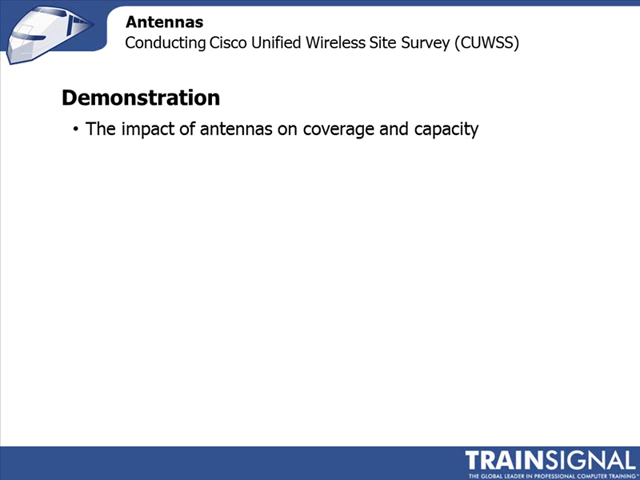 Antennas
Conducting Cisco Unified Wireless Site Survey (CUWSS)
Demonstration
• The impact of antennas on coverage and capacity
TRAINSIGNAL
THE GLOBAL LEADER IN PROFESSIONAL COMPUTER TRAINING